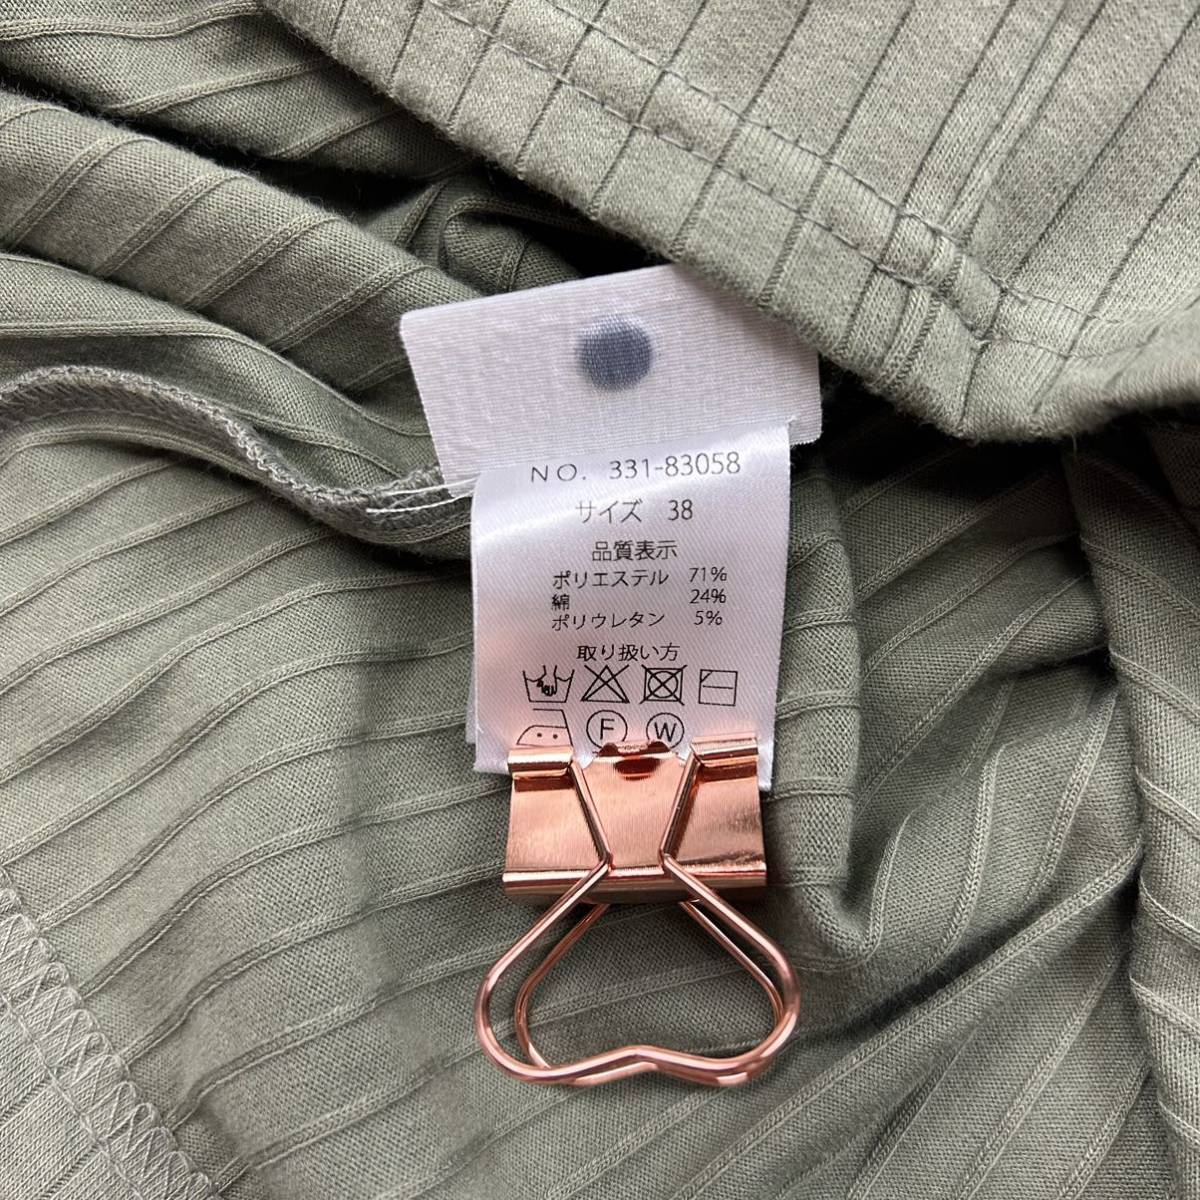 NO. 331-83058
サイズ 38
品質表示
ポリエステル 71%
綿 24%
ポリウレタン 5%
取り扱い方
F W